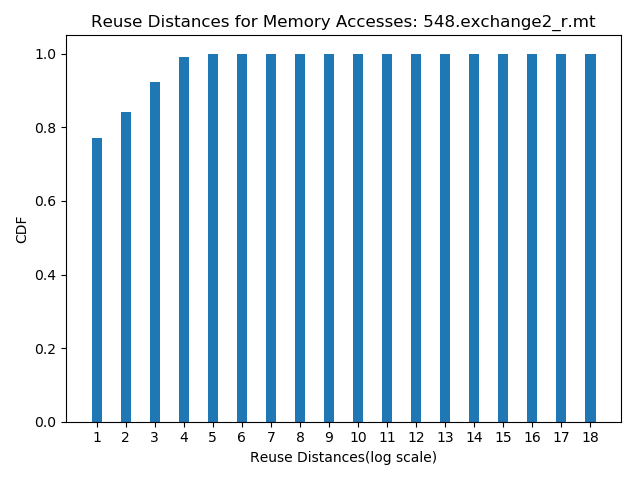 Reuse Distances for Memory Accesses: 548.exchange2_r.mt
1.0
0.8
0.6
0.4
0.2
0.0
CDF
1 2 3 4 5 6 7 8 9 10 11 12 13 14 15 16 17 18
Reuse Distances(log scale)